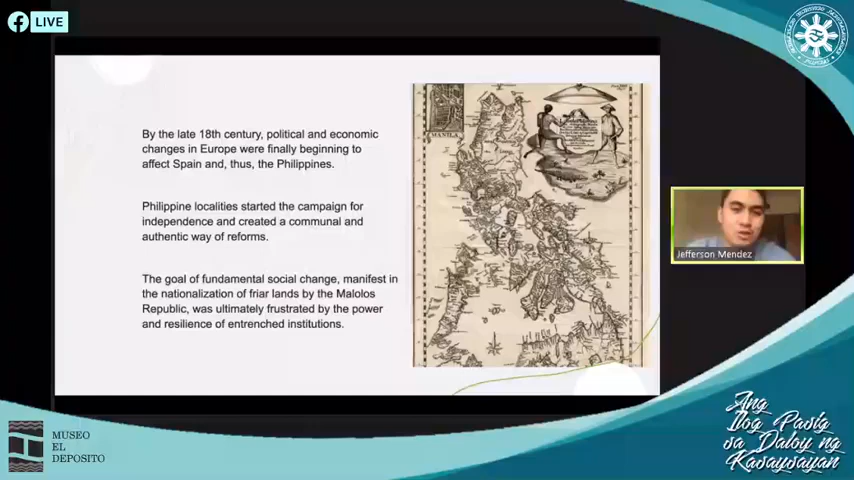 LIVE
By the late 18th century, political and economic
changes in Europe were finally beginning to
affect Spain and, thus, the Philippines.
Philippine localities started the campaign for
independence and created a communal and
authentic way of reforms.
The goal of fundamental social change, manifest in
the nationalization of friar lands by the Malolos
Republic, was ultimately frustrated by the power
and resilience of entrenched institutions.
MANILA
Jefferson Mendez
MUSEO
EL
DEPOSITO
Ang
Ilog Pasig
sa Daloy ng
Kasaysayan